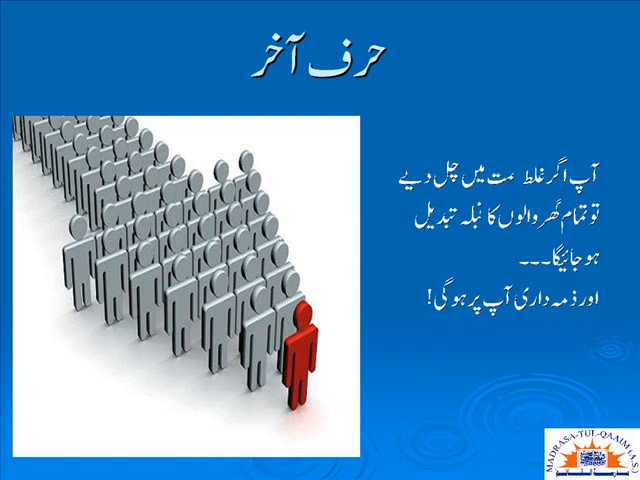 حرف آخر
آپ اگر غلط سمت میں چل دیے
تو تمام گھر والوں کا قبلہ تبدیل
ہو جائیگا۔۔۔
اور ذمہ داری آپ پر ہو گی!
MADRASA-TUL-QAAIM (A.S.)